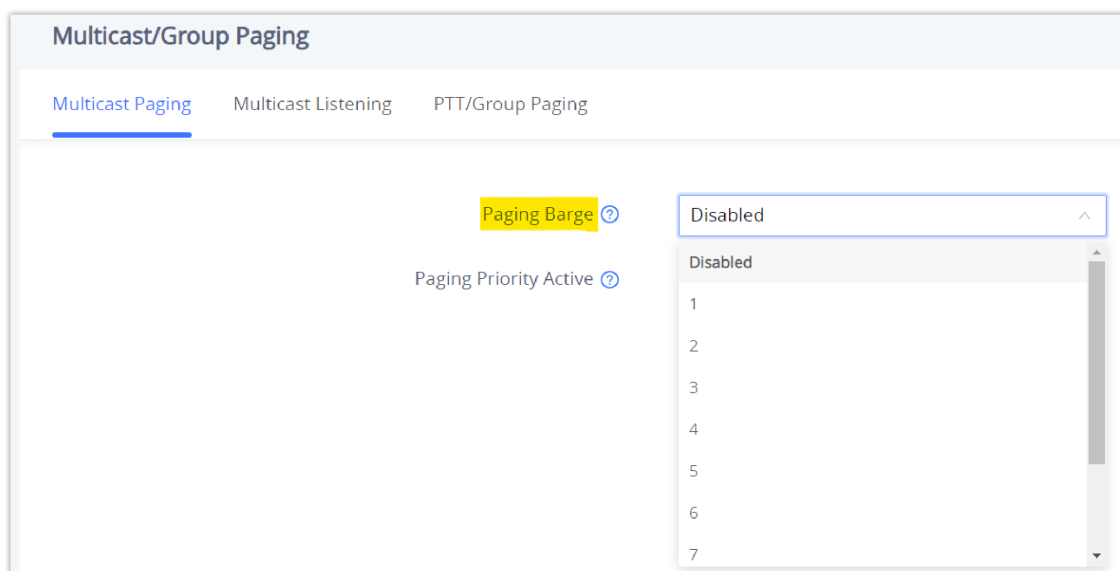 Multicast/Group Paging
Multicast Paging Multicast Listening PTT/Group Paging
Paging Barge ? Disabled
Disabled
Paging Priority Active ?
1
2
3
4
5
6
7